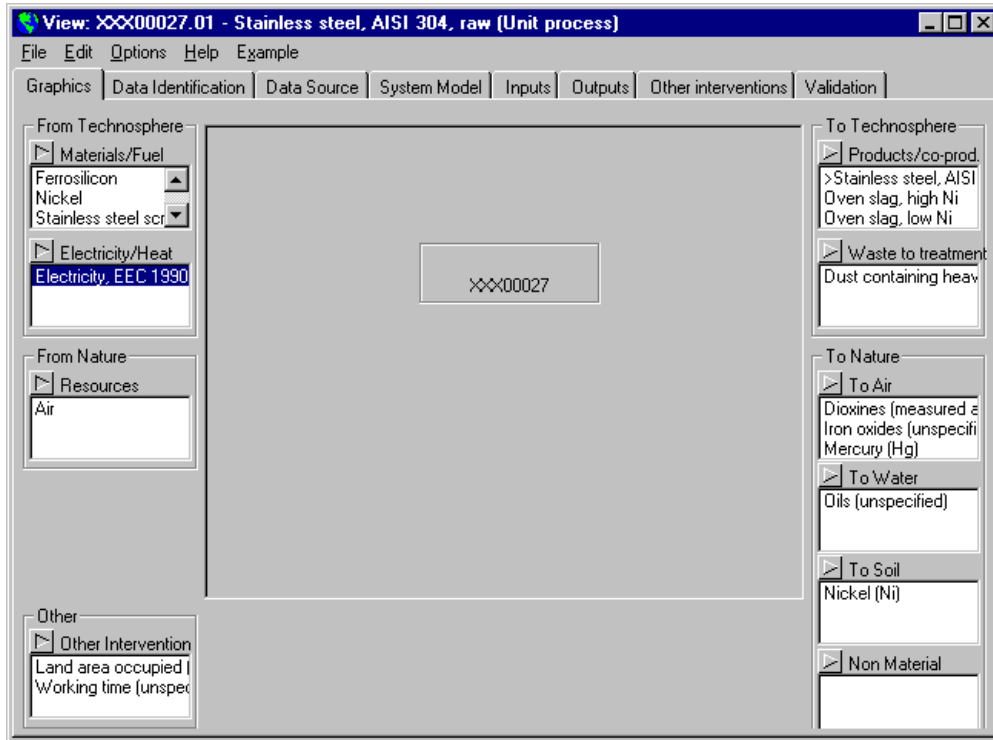 View: XXX00027.01 - Stainless steel, AISI 304, raw (Unit process)
File Edit Options Help Example
Graphics Data Identification Data Source System Model Inputs Outputs Other interventions Validation
From Technosphere
Materials/Fuel
Ferrosilicon
Nickel
Stainless steel scr
Electricity/Heat
Electricity, EEC 1990
From Nature
Resources
Air
Other
Other Intervention
Land area occupied (
Working time (unspec
XXX00027
To Technosphere
Products/co-prod.
>Stainless steel, AISI
Oven slag, high Ni
Oven slag, low Ni
Waste to treatment
Dust containing heav
To Nature
To Air
Dioxines (measured a
Iron oxides (unspecifi
Mercury (Hg)
To Water
Oils (unspecified)
To Soil
Nickel (Ni)
Non Material